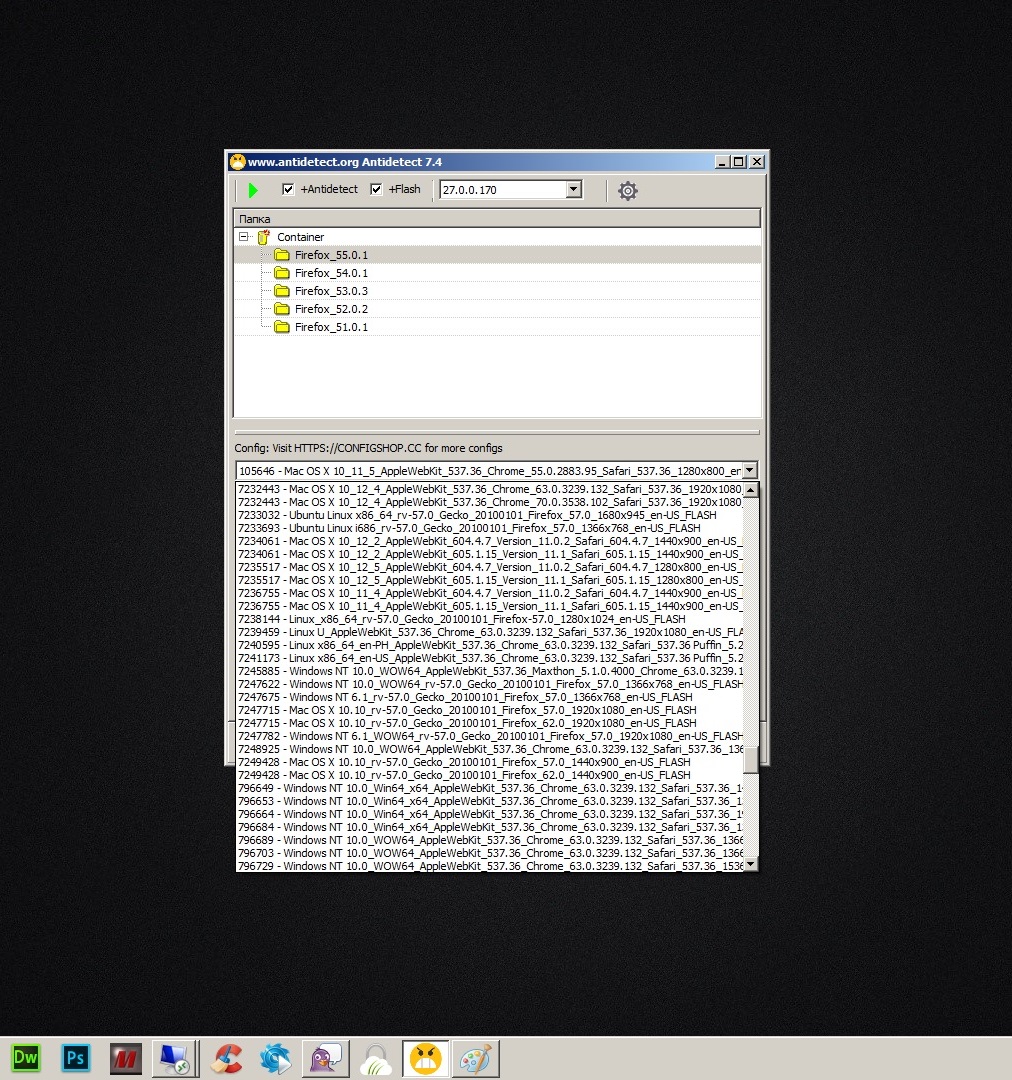 www.antidetect.org Antidetect 7.4
+Antidetect +Flash 27.0.0.170
Папка
Container
Firefox_55.0.1
Firefox_54.0.1
Firefox_53.0.3
Firefox_52.0.2
Firefox_51.0.1
Config: Visit HTTPS://CONFIGSHOP.CC for more configs
105646 - Mac OS X 10_11_5_AppleWebKit_537.36_Chrome_55.0.2883.95_Safari_537.36_1280x800_en
7232443 - Mac OS X 10_12_4_AppleWebKit_537.36_Chrome_63.0.3239.132_Safari_537.36_1920x1080_
7232443 - Mac OS X 10_12_4_AppleWebKit_537.36_Chrome_70.0.3538.102_Safari_537.36_1920x1080_
7233032 - Ubuntu Linux x86_64_rv-57.0_Gecko_20100101_Firefox_57.0_1680x945_en-US_FLASH
7233693 - Ubuntu Linux i686_rv-57.0_Gecko_20100101_Firefox_57.0_1366x768_en-US_FLASH
7234061 - Mac OS X 10_12_2_AppleWebKit_604.4.7_Version_11.0.2_Safari_604.4.7_1440x900_en-US_
7234061 - Mac OS X 10_12_2_AppleWebKit_605.1.15_Version_11.1_Safari_605.1.15_1440x900_en-US_
7235517 - Mac OS X 10_12_5_AppleWebKit_604.4.7_Version_11.0.2_Safari_604.4.7_1280x800_en-US_
7235517 - Mac OS X 10_12_5_AppleWebKit_605.1.15_Version_11.1_Safari_605.1.15_1280x800_en-US_
7236755 - Mac OS X 10_11_4_AppleWebKit_604.4.7_Version_11.0.2_Safari_604.4.7_1440x900_en-US_
7236755 - Mac OS X 10_11_4_AppleWebKit_605.1.15_Version_11.1_Safari_605.1.15_1440x900_en-US_
7238144 - Linux_x86_64_rv-57.0_Gecko_20100101_Firefox-57.0_1280x1024_en-US_FLASH
7239459 - Linux U_AppleWebKit_537.36_Chrome_63.0.3239.132_Safari_537.36_1920x1080_en-US_FLA
7240595 - Linux x86_64_en-PH_AppleWebKit_537.36_Chrome_63.0.3239.132_Safari_537.36 Puffin_5.2
7241173 - Linux x86_64_en-US_AppleWebKit_537.36_Chrome_63.0.3239.132_Safari_537.36 Puffin_5.2
7245885 - Windows NT 10.0_WOW64_AppleWebKit_537.36_Maxthon_5.1.0.4000_Chrome_63.0.3239.1
7247622 - Windows NT 10.0_WOW64_rv-57.0_Gecko_20100101_Firefox_57.0_1366x768_en-US_FLASH
7247675 - Windows NT 6.1_rv-57.0_Gecko_20100101_Firefox_57.0_1366x768_en-US_FLASH
7247715 - Mac OS X 10.10_rv-57.0_Gecko_20100101_Firefox_57.0_1920x1080_en-US_FLASH
7247715 - Mac OS X 10.10_rv-57.0_Gecko_20100101_Firefox_62.0_1920x1080_en-US_FLASH
7247782 - Windows NT 6.1_WOW64_rv-57.0_Gecko_20100101_Firefox_57.0_1920x1080_en-US_FLASH
7248925 - Windows NT 10.0_WOW64_AppleWebKit_537.36_Chrome_63.0.3239.132_Safari_537.36_136
7249428 - Mac OS X 10.10_rv-57.0_Gecko_20100101_Firefox_57.0_1440x900_en-US_FLASH
7249428 - Mac OS X 10.10_rv-57.0_Gecko_20100101_Firefox_62.0_1440x900_en-US_FLASH
796649 - Windows NT 10.0_Win64_x64_AppleWebKit_537.36_Chrome_63.0.3239.132_Safari_537.36_1
796653 - Windows NT 10.0_Win64_x64_AppleWebKit_537.36_Chrome_63.0.3239.132_Safari_537.36_1
796664 - Windows NT 10.0_Win64_x64_AppleWebKit_537.36_Chrome_63.0.3239.132_Safari_537.36_1
796684 - Windows NT 10.0_Win64_x64_AppleWebKit_537.36_Chrome_63.0.3239.132_Safari_537.36_1
796689 - Windows NT 10.0_WOW64_AppleWebKit_537.36_Chrome_63.0.3239.132_Safari_537.36_1366
796703 - Windows NT 10.0_WOW64_AppleWebKit_537.36_Chrome_63.0.3239.132_Safari_537.36_1366
796729 - Windows NT 10.0_WOW64_AppleWebKit_537.36_Chrome_63.0.3239.132_Safari_537.36_1536
Dw Ps M